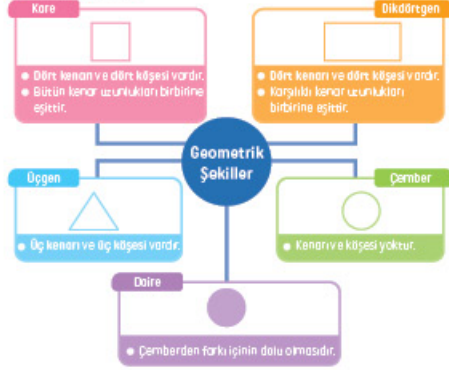 Kare
Dört kenarı ve dört köşesi vardır.
Bütün kenar uzunlukları birbirine
eşittir.
Dikdörtgen
Dört kenarı ve dört köşesi vardır.
Karşılıklı kenar uzunlukları
birbirine eşittir.
Geometrik
Şekiller
Üçgen
Üç kenarı ve üç köşesi vardır.
Çember
Kenarı ve köşesi yoktur.
Daire
Çemberden farkı içinin dolu olmasıdır.